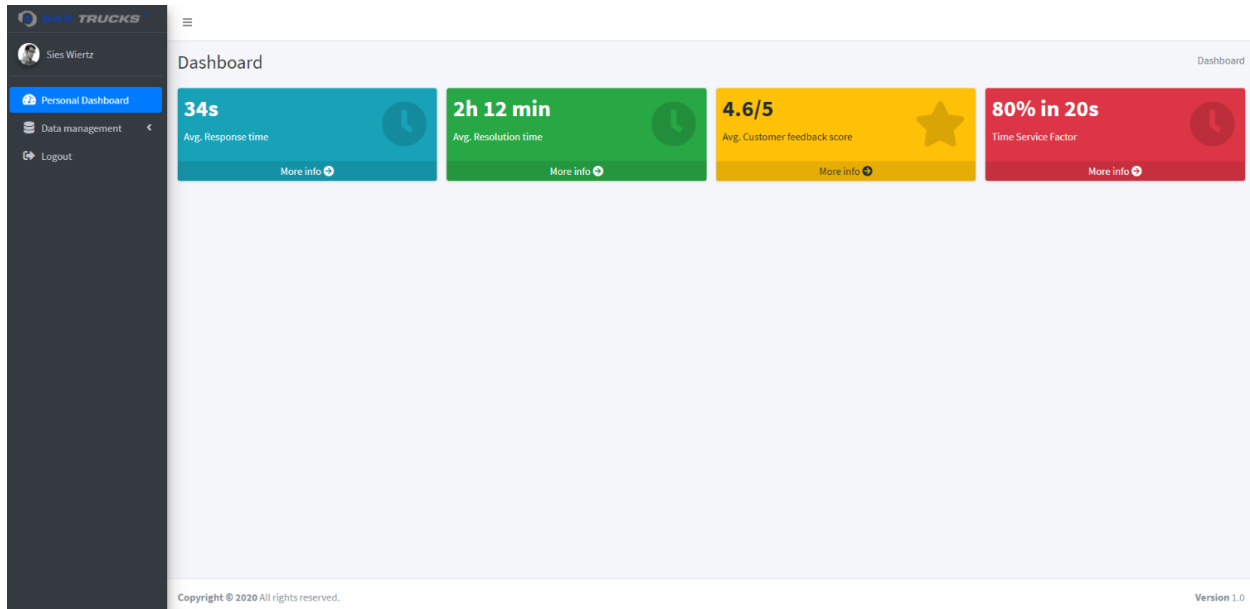 TRUCKS
Sies Wiertz
Personal Dashboard
Data management
Logout
Dashboard
Dashboard
34s
Avg. Response time
More info
2h 12 min
Avg. Resolution time
More info
4.6/5
Avg. Customer feedback score
More info
80% in 20s
Time Service Factor
More info
Copyright © 2020 All rights reserved.
Version 1.0